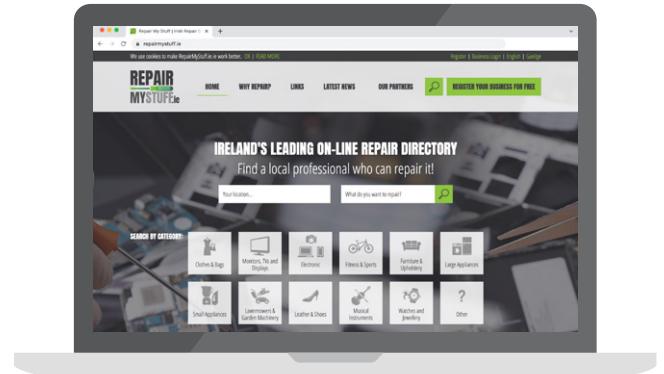 Repair My Stuff | Irish Repair
repairmystuff.ie
We use cookies to make RepairMyStuff.ie work better. OK | READ MORE
Register | Business Login | English | Gaeilge
REPAIR
MYSTUFF.ie
HOME WHY REPAIR? LINKS LATEST NEWS OUR PARTNERS REGISTER YOUR BUSINESS FOR FREE
IRELAND'S LEADING ON-LINE REPAIR DIRECTORY
Find a local professional who can repair it!
Your location... What do you want to repair?
SEARCH BY CATEGORY:
Clothes & Bags
Monitors, TVs and
Displays
Electronic
Fitness & Sports
Furniture &
Upholstery
Large Appliances
Small Appliances
Lawnmowers &
Garden Machinery
Leather & Shoes
Musical
Instruments
Watches and
Jewellery
?
Other